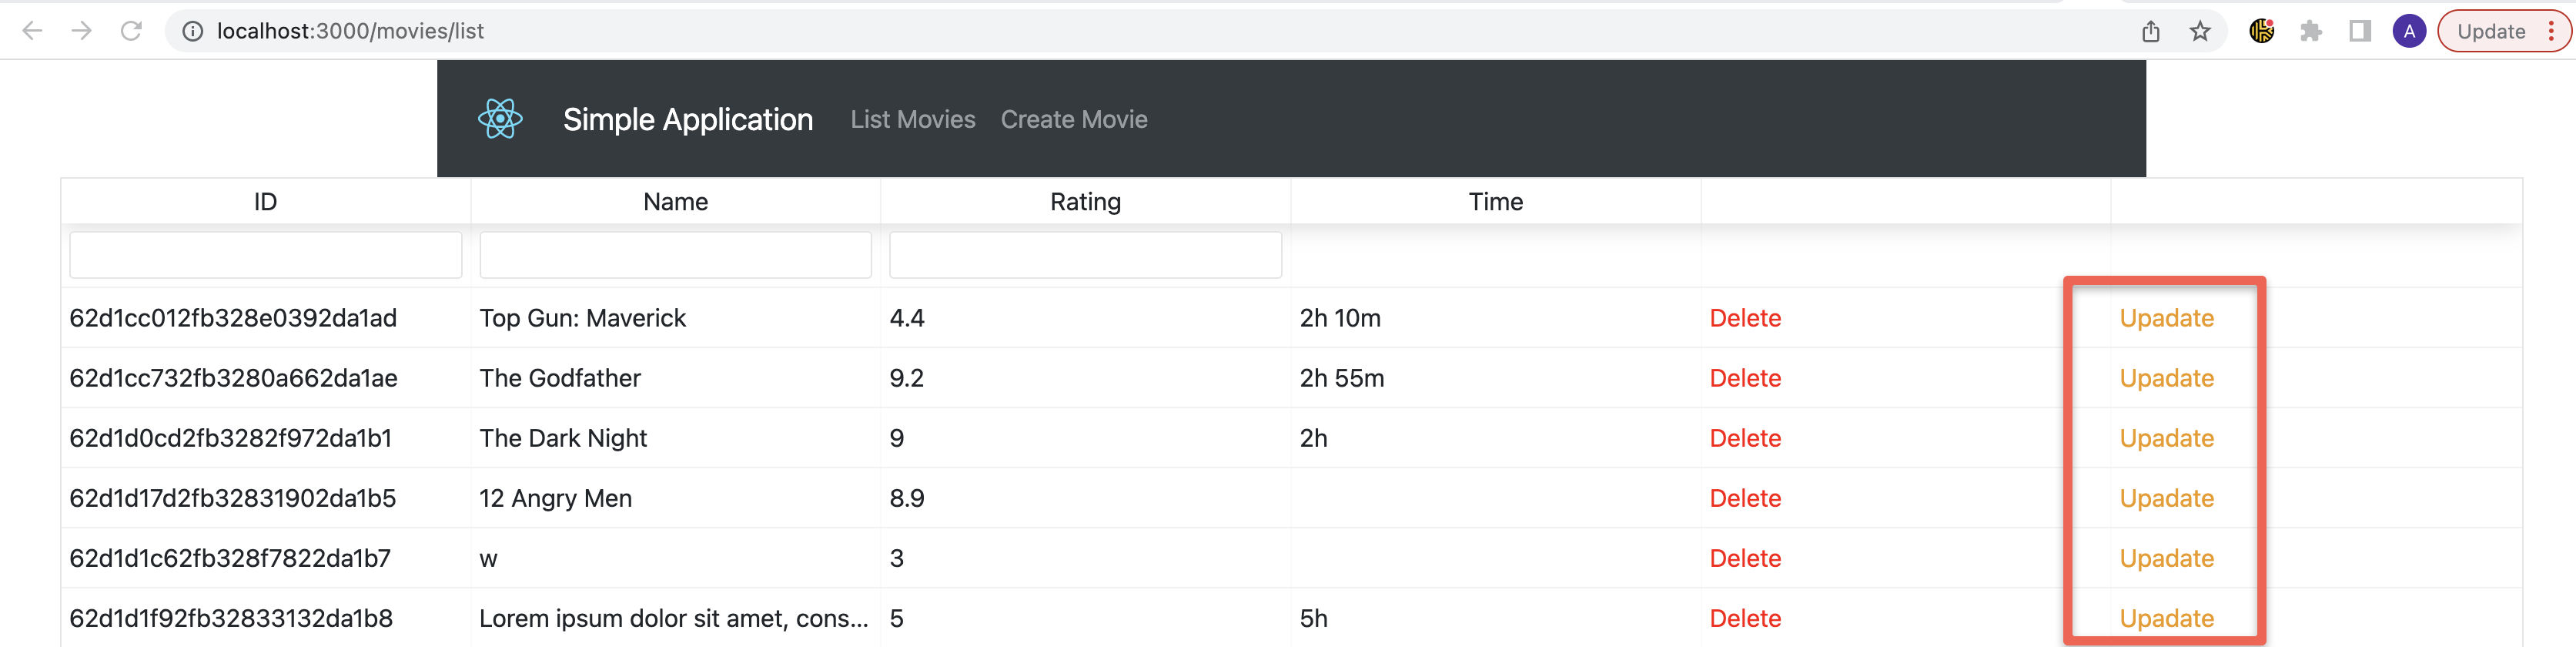 localhost:3000/movies/list A Update
Simple Application List Movies Create Movie
ID Name Rating Time
62d1cc012fb328e0392da1ad Top Gun: Maverick 4.4 2h 10m Delete Upadate
62d1cc732fb3280a662da1ae The Godfather 9.2 2h 55m Delete Upadate
62d1d0cd2fb3282f972da1b1 The Dark Night 9 2h Delete Upadate
62d1d17d2fb32831902da1b5 12 Angry Men 8.9 Delete Upadate
62d1d1c62fb328f7822da1b7 w 3 Delete Upadate
62d1d1f92fb32833132da1b8 Lorem ipsum dolor sit amet, cons... 5 5h Delete Upadate